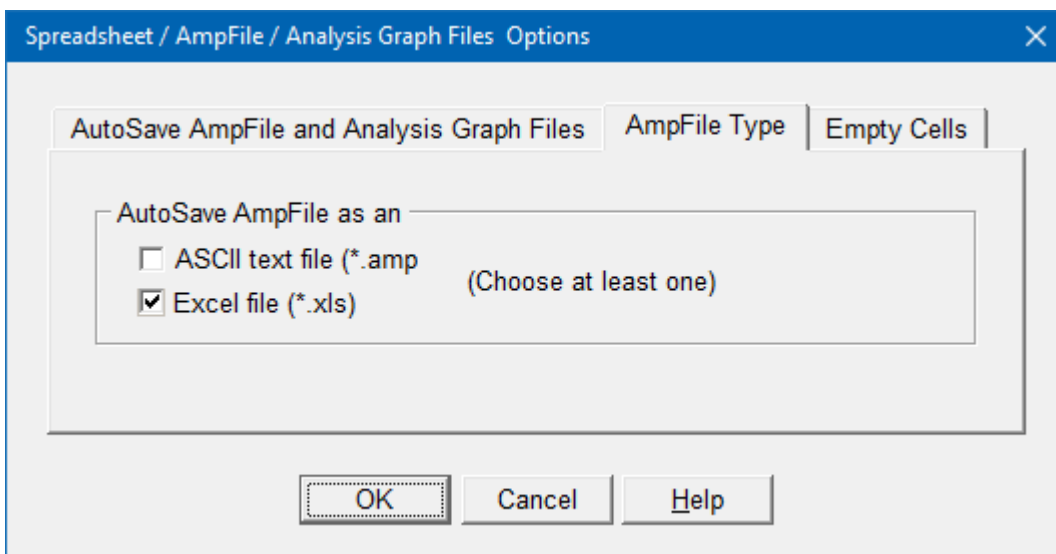 Spreadsheet / AmpFile / Analysis Graph Files  Options
AutoSave AmpFile and Analysis Graph Files
AmpFile Type
Empty Cells
AutoSave AmpFile as an
ASCII text file (*.amp
(Choose at least one)
Excel file (*.xls)
OK
Cancel
Help